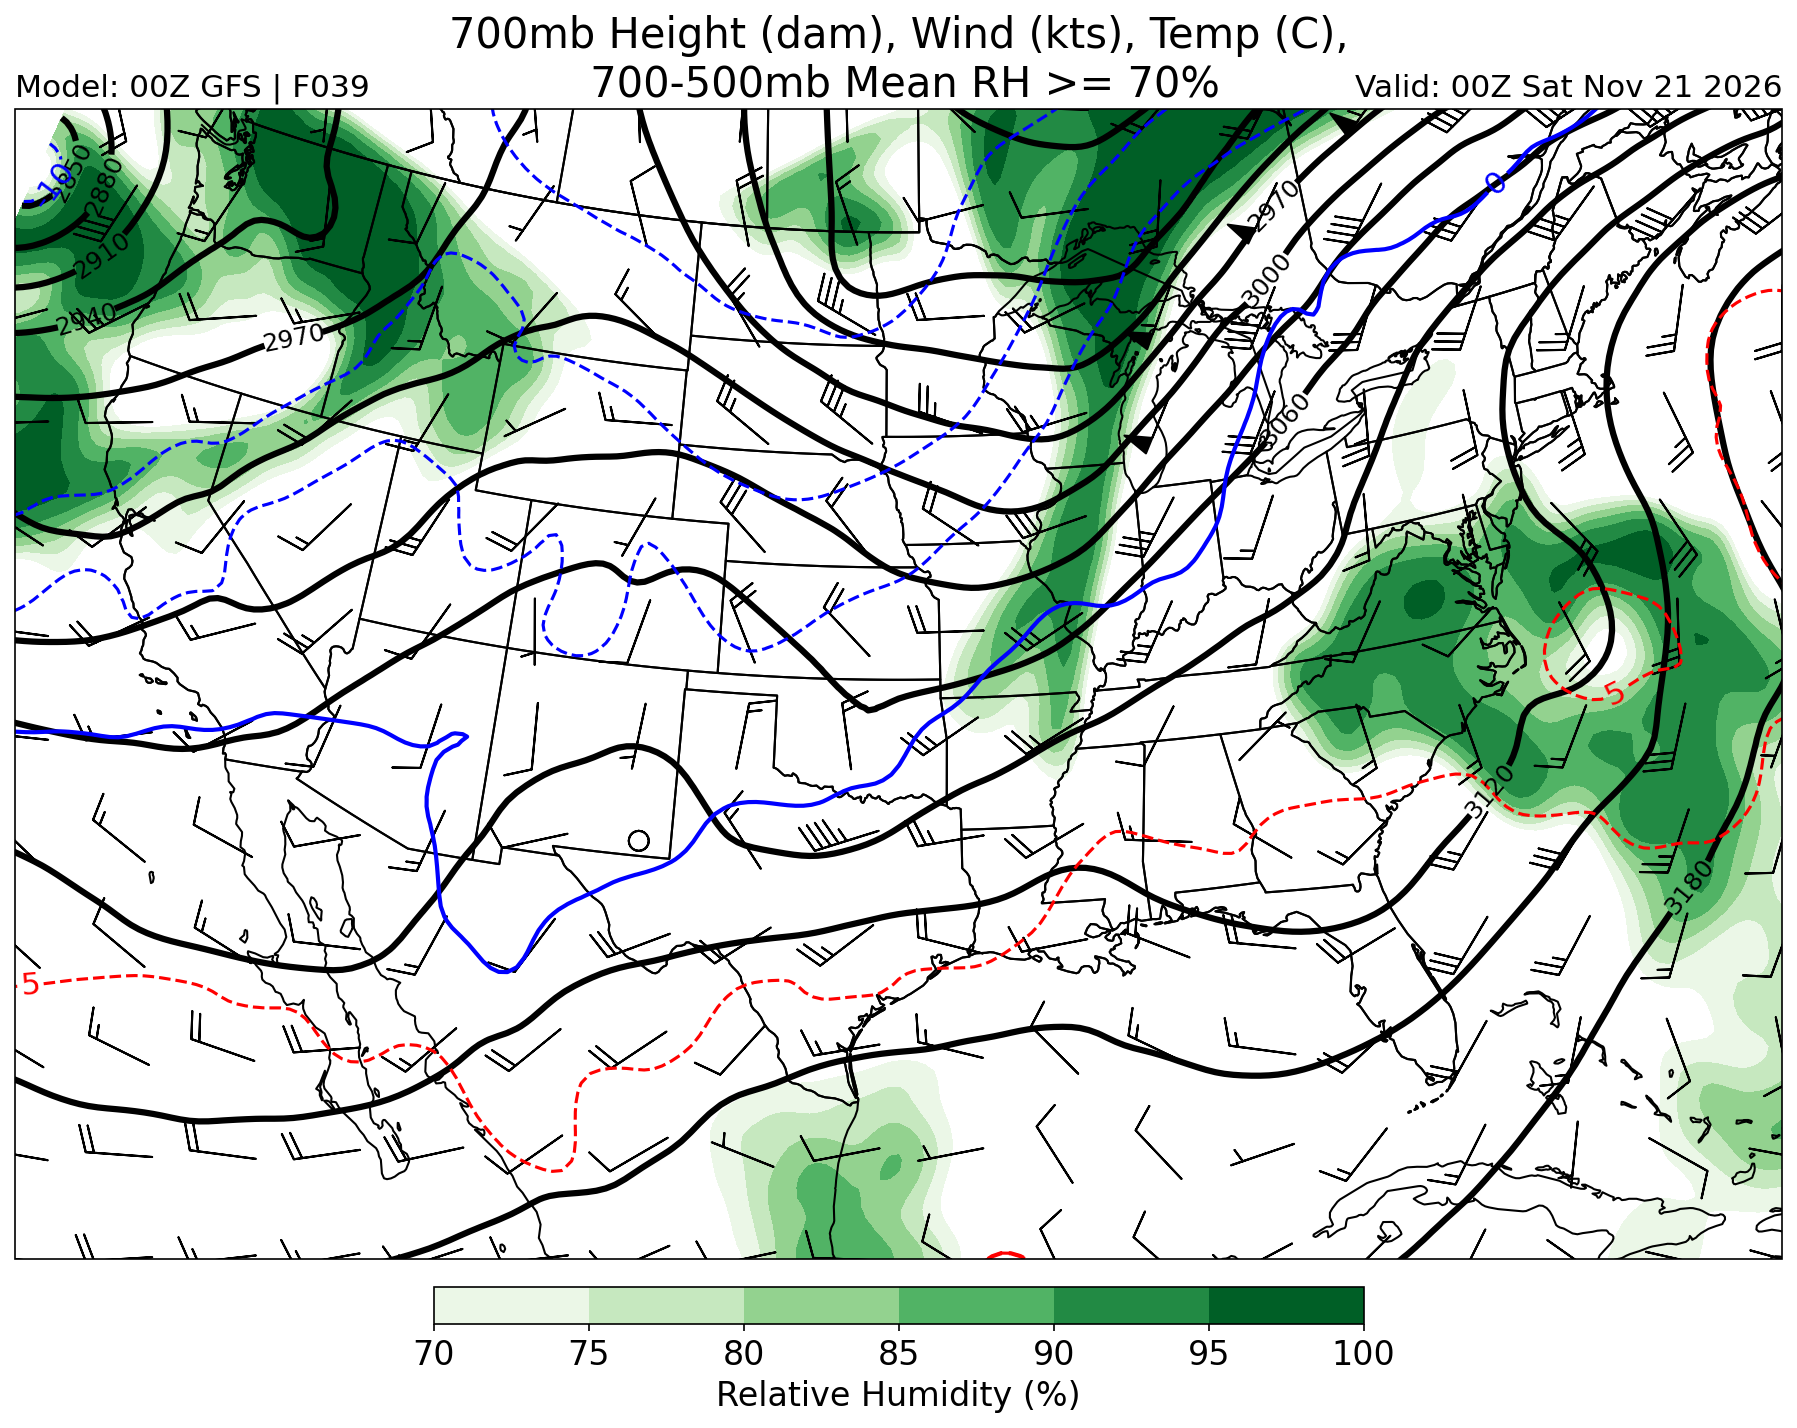 700mb Height (dam), Wind (kts), Temp (C),
700-500mb Mean RH >= 70%
Model: 00Z GFS | F039
Valid: 00Z Sat Nov 21 2026
-10
2850
2880
2910
2940
2970
2970
3000
3060
0
5
3120
3180
5
70 75 80 85 90 95 100
Relative Humidity (%)